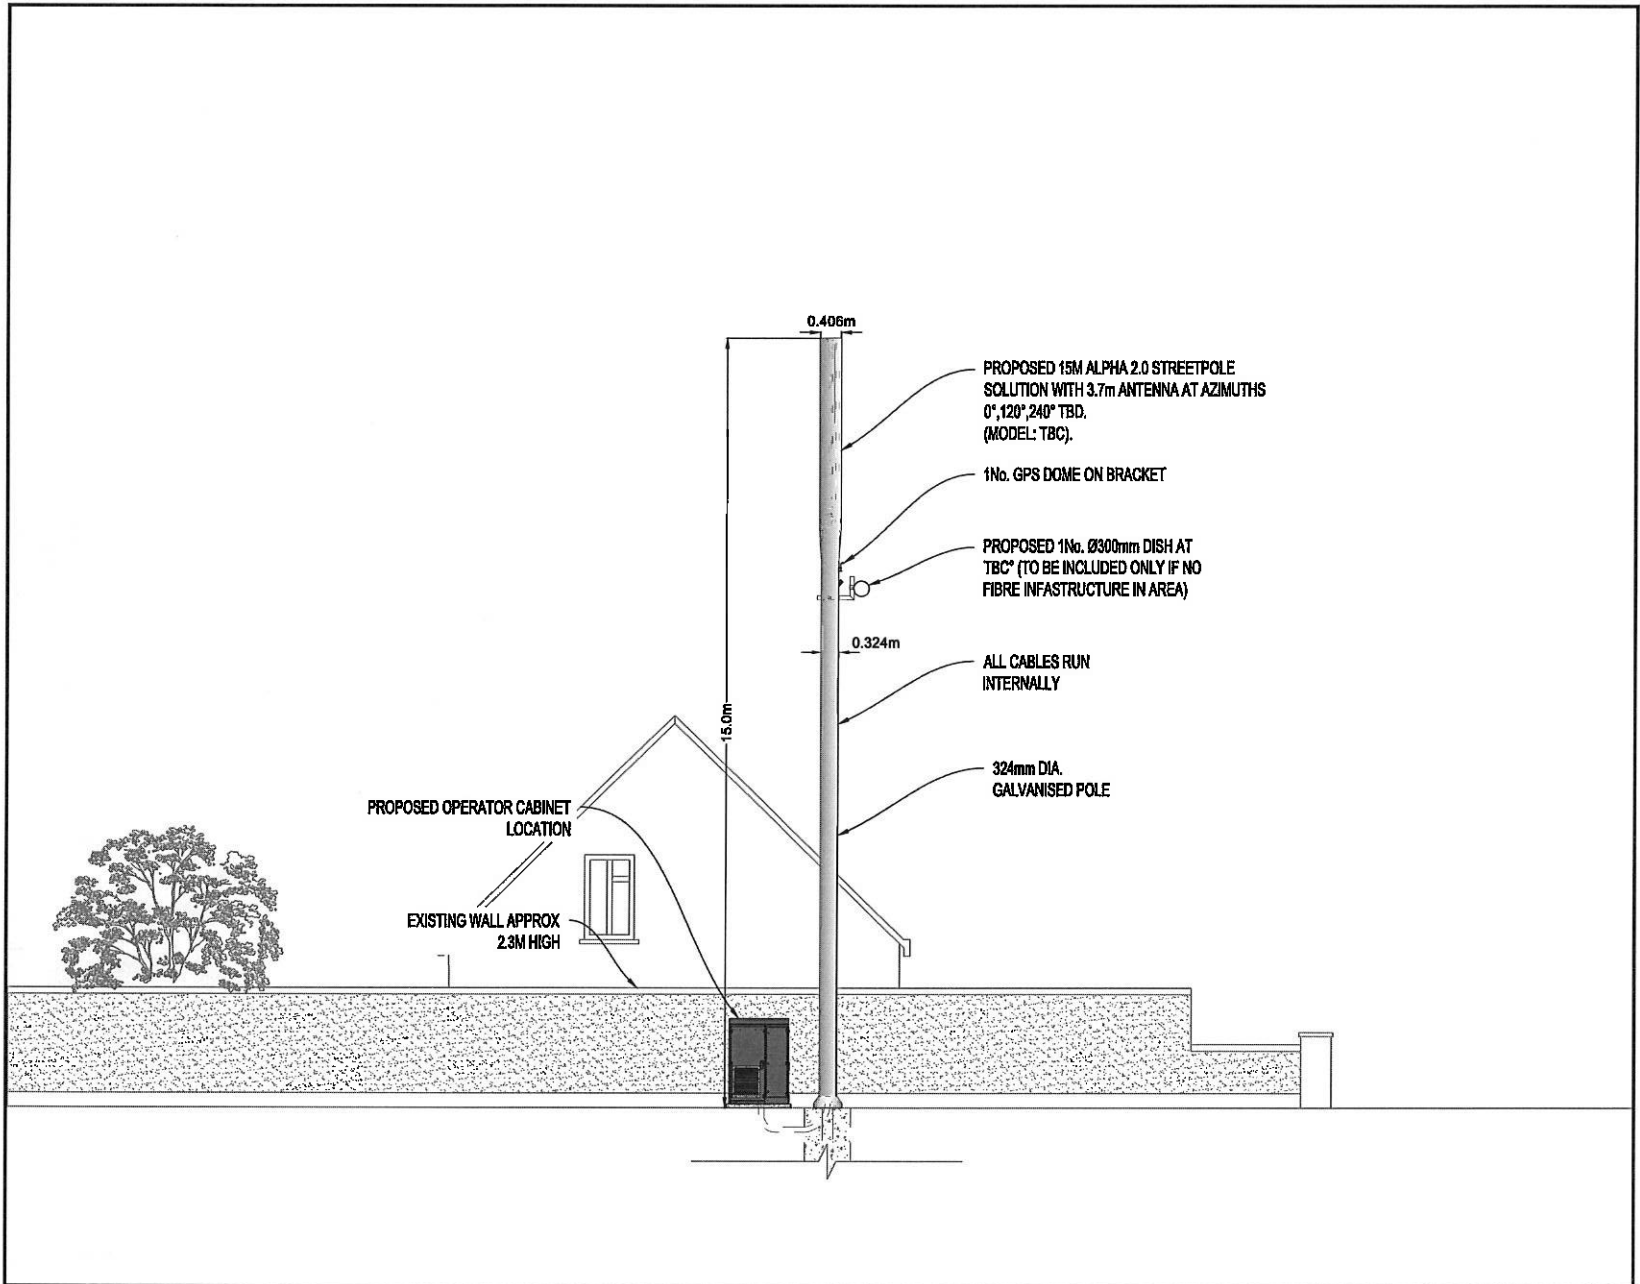 0.406m
PROPOSED 15M ALPHA 2.0 STREETPOLE
SOLUTION WITH 3.7m ANTENNA AT AZIMUTHS
0°,120°,240° TBD.
(MODEL: TBC).
1No. GPS DOME ON BRACKET
PROPOSED 1No. Ø300mm DISH AT
TBC° (TO BE INCLUDED ONLY IF NO
FIBRE INFASTRUCTURE IN AREA)
0.324m
ALL CABLES RUN
INTERNALLY
15.0m
324mm DIA.
GALVANISED POLE
PROPOSED OPERATOR CABINET
LOCATION
EXISTING WALL APPROX
2.3M HIGH